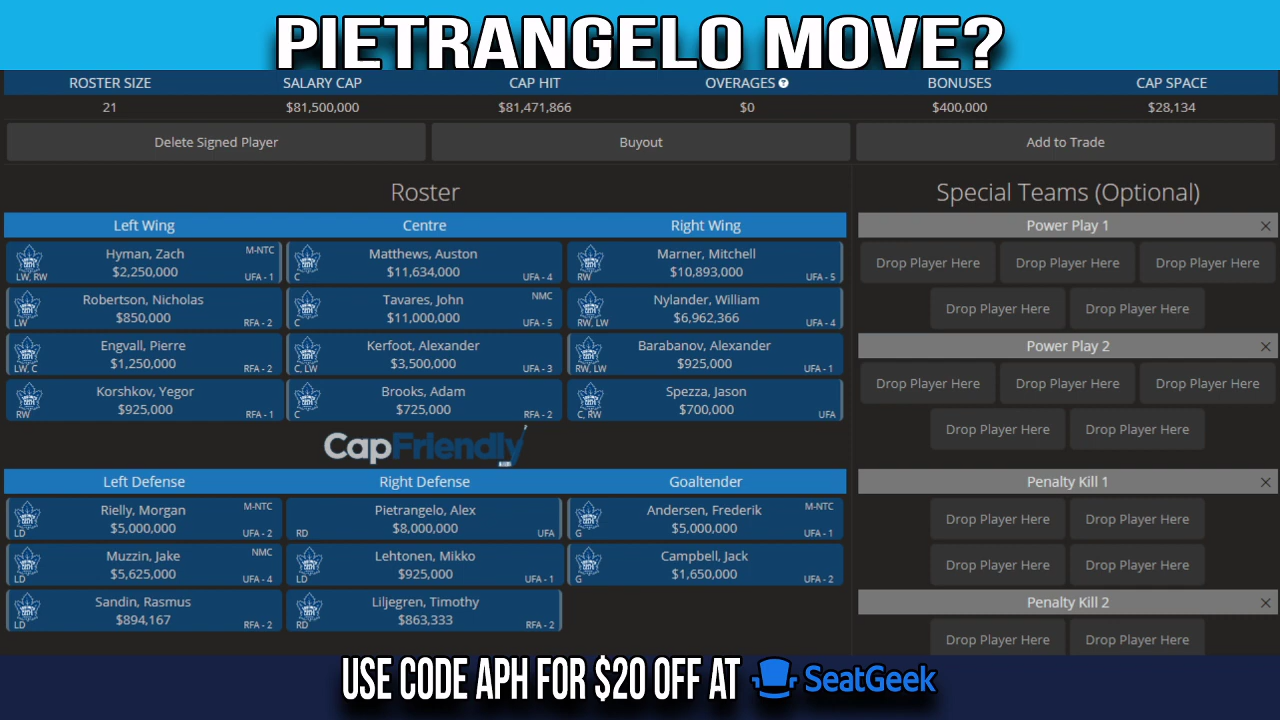 PIETRANGELO MOVE?
ROSTER SIZE SALARY CAP CAP HIT OVERAGES ? BONUSES CAP SPACE
21 $81,500,000 $81,471,866 $0 $400,000 $28,134
Delete Signed Player Buyout Add to Trade
Roster Special Teams (Optional)
Left Wing Centre Right Wing Power Play 1 ×
Hyman, Zach M-NTC Matthews, Auston Marner, Mitchell
$2,250,000 $11,634,000 $10,893,000 Drop Player Here Drop Player Here Drop Player Here
LW, RW UFA - 1 C UFA - 4 RW UFA - 5
Robertson, Nicholas Tavares, John NMC Nylander, William
$850,000 $11,000,000 $6,962,366 Drop Player Here Drop Player Here
LW RFA - 2 C UFA - 5 RW, LW UFA - 4
Engvall, Pierre Kerfoot, Alexander Barabanov, Alexander Power Play 2 ×
$1,250,000 $3,500,000 $925,000
LW, C RFA - 2 C, LW UFA - 3 RW, LW UFA - 1
Korshkov, Yegor Brooks, Adam Spezza, Jason Drop Player Here Drop Player Here Drop Player Here
$925,000 $725,000 $700,000
RW RFA - 1 C RFA - 2 C, RW UFA
Drop Player Here Drop Player Here
CapFriendly
Left Defense Right Defense Goaltender Penalty Kill 1 ×
Rielly, Morgan M-NTC Pietrangelo, Alex Andersen, Frederik M-NTC
$5,000,000 $8,000,000 $5,000,000 Drop Player Here Drop Player Here
LD UFA - 2 RD UFA G UFA - 1
Muzzin, Jake NMC Lehtonen, Mikko Campbell, Jack
$5,625,000 $925,000 $1,650,000 Drop Player Here Drop Player Here
LD UFA - 4 LD UFA - 1 G UFA - 2
Sandin, Rasmus Liljegren, Timothy Penalty Kill 2 ×
$894,167 $863,333
LD RFA - 2 RD RFA - 2
Drop Player Here Drop Player Here
USE CODE APH FOR $20 OFF AT SeatGeek